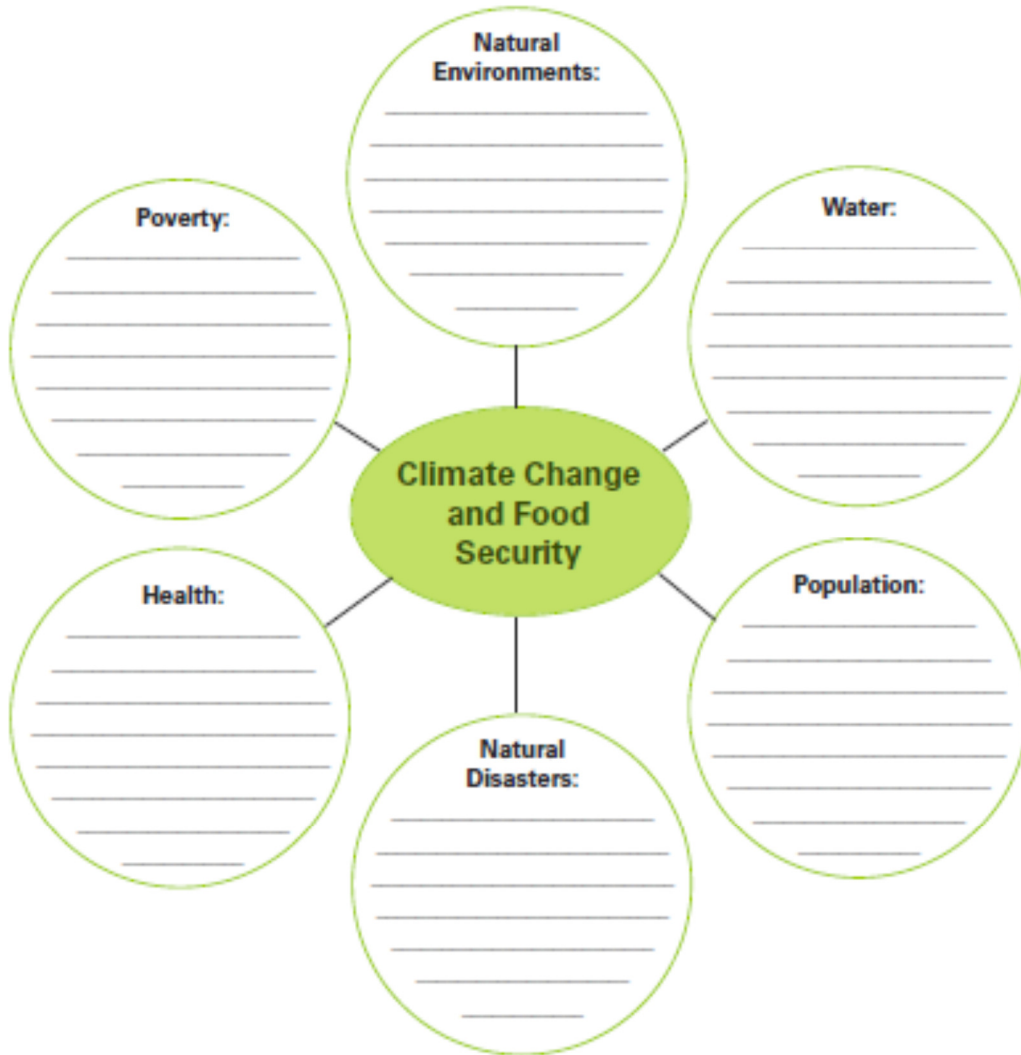 Natural
Environments:
Poverty:
Water:
Climate Change
and Food
Security
Health:
Population:
Natural
Disasters: